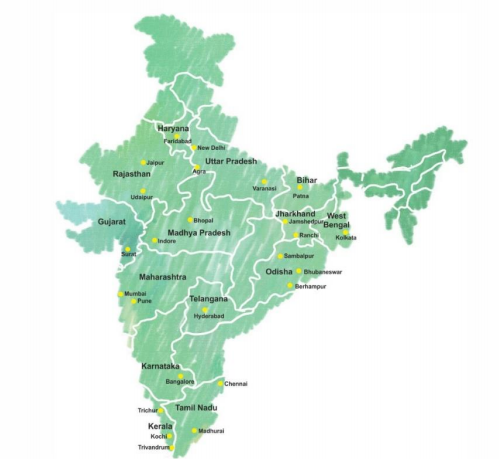 Haryana
Faridabad
New Delhi
Uttar Pradesh
Jaipur
Agra
Rajasthan
Bihar
Varanasi
Patna
Udaipur
Gujarat
Bhopal
Madhya Pradesh
Indore
Jharkhand
Jamshedpur
West
Bengal
Ranchi
Kolkata
Surat
Sambalpur
Maharashtra
Odisha
Bhubaneswar
Berhampur
Mumbai
Pune
Telangana
Hyderabad
Karnataka
Bangalore
Chennai
Trichur
Tamil Nadu
Kerala
Kochi
Madhurai
Trivandrum